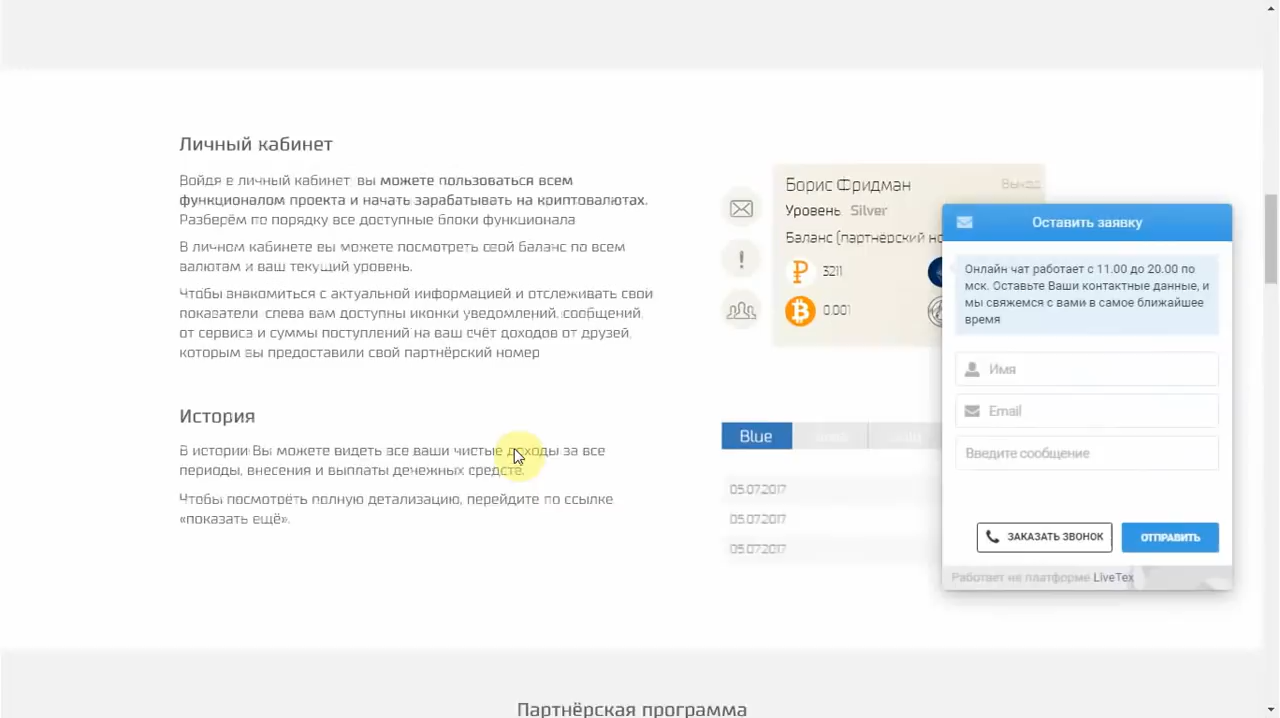 Личный кабинет
Войдя в личный кабинет, вы можете пользоваться всем
функционалом проекта и начать зарабатывать на криптовалютах.
Разберём по порядку все доступные блоки функционала
В личном кабинете вы можете посмотреть свой баланс по всем
валютам и ваш текущий уровень.
Чтобы знакомиться с актуальной информацией и отслеживать свои
показатели, слева вам доступны иконки уведомлений, сообщений
от сервиса и суммы поступлений на ваш счёт доходов от друзей,
которым вы предоставили свой партнёрский номер
История
В истории Вы можете видеть все ваши чистые доходы за все
периоды, внесения и выплаты денежных средств.
Чтобы посмотреть полную детализацию, перейдите по ссылке
«показать ещё».
Борис Фридман
Выход
Уровень Silver
Баланс (партнёрский но
3211
0.001
Blue
05.07.2017
05.07.2017
05.07.2017
Оставить заявку
Онлайн чат работает с 11.00 до 20.00 по
мск. Оставьте Ваши контактные данные, и
мы свяжемся с вами в самое ближайшее
время
Имя
Email
Введите сообщение
ЗАКАЗАТЬ ЗВОНОК
ОТПРАВИТЬ
Работает на платформе LiveTex
Партнёрская программа